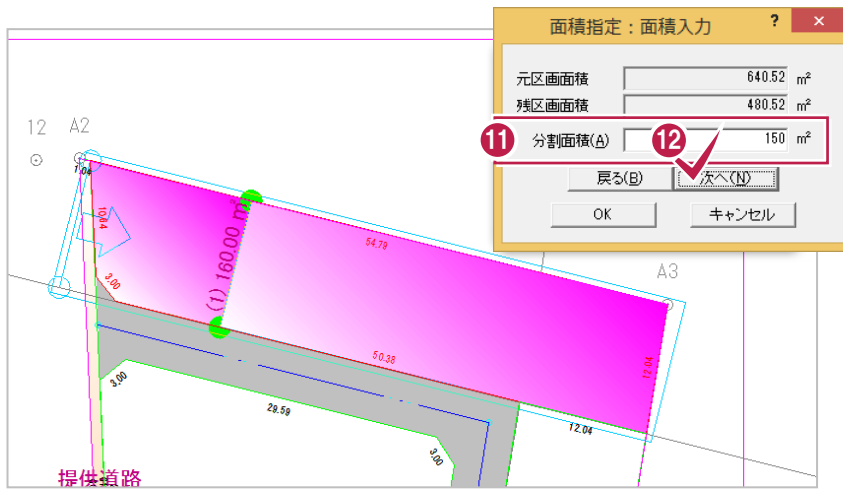 面積指定：面積入力 ? ×
元区画面積 640.52 m²
残区画面積 480.52 m²
11 分割面積(A) 12 150 m²
戻る(B) 次へ(N)
OK キャンセル
12 A2
1.04
10.64
(1) 160.00 m²
54.79
A3
3.00
50.38
12.04
12.04
3.00
29.59
3.00
提供道路